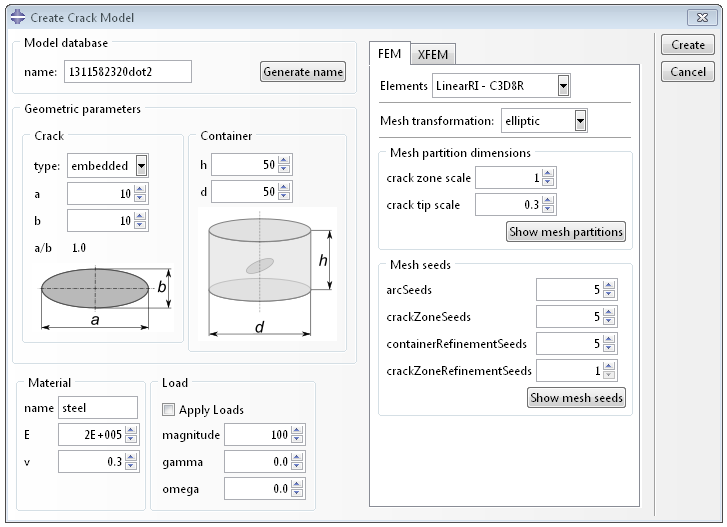 Create Crack Model
Model database
name: 1311582320dot2 Generate name
Geometric parameters
Crack
type: embedded
a 10
b 10
a/b 1.0
b
a
Container
h 50
d 50
h
d
Material
name steel
E 2E+005
v 0.3
Load
Apply Loads
magnitude 100
gamma 0.0
omega 0.0
FEM XFEM
Elements LinearRI - C3D8R
Mesh transformation: elliptic
Mesh partition dimensions
crack zone scale 1
crack tip scale 0.3
Show mesh partitions
Mesh seeds
arcSeeds 5
crackZoneSeeds 5
containerRefinementSeeds 5
crackZoneRefinementSeeds 1
Show mesh seeds
Create
Cancel